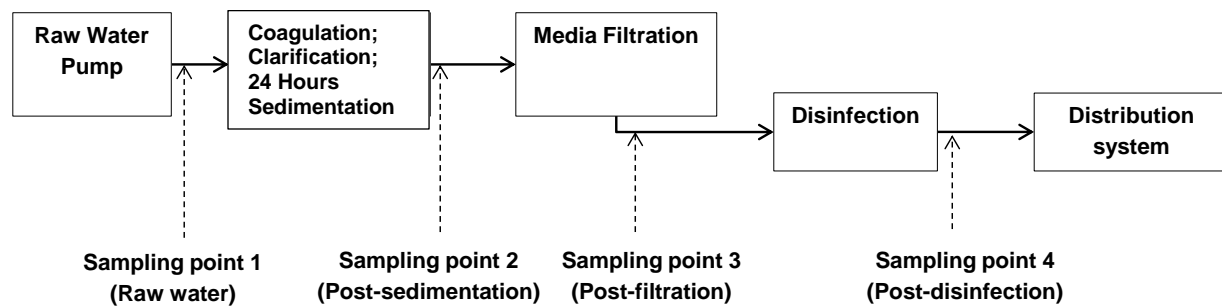 Raw Water
Pump
Coagulation;
Clarification;
24 Hours
Sedimentation
Media Filtration
Disinfection
Distribution
system
Sampling point 1
(Raw water)
Sampling point 2
(Post-sedimentation)
Sampling point 3
(Post-filtration)
Sampling point 4
(Post-disinfection)